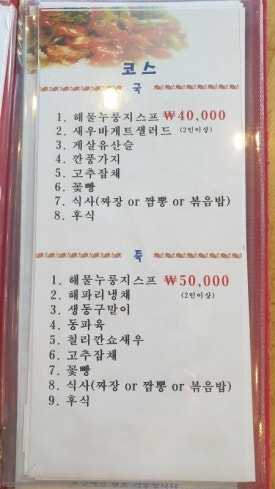 코스
국
1. 해물누룽지스프 ₩40,000
2. 새우바게트샐러드 (2인이상)
3. 게살유산슬
4. 깐풍가지
5. 고추잡채
6. 꽃빵
7. 식사(짜장 or 짬뽕 or 볶음밥)
8. 후식
죽
1. 해물누룽지스프 ₩50,000
2. 해파리냉채 (2인이상)
3. 생동구말이
4. 동파육
5. 칠리칸쇼새우
6. 고추잡채
7. 꽃빵
8. 식사(짜장 or 짬뽕 or 볶음밥)
9. 후식